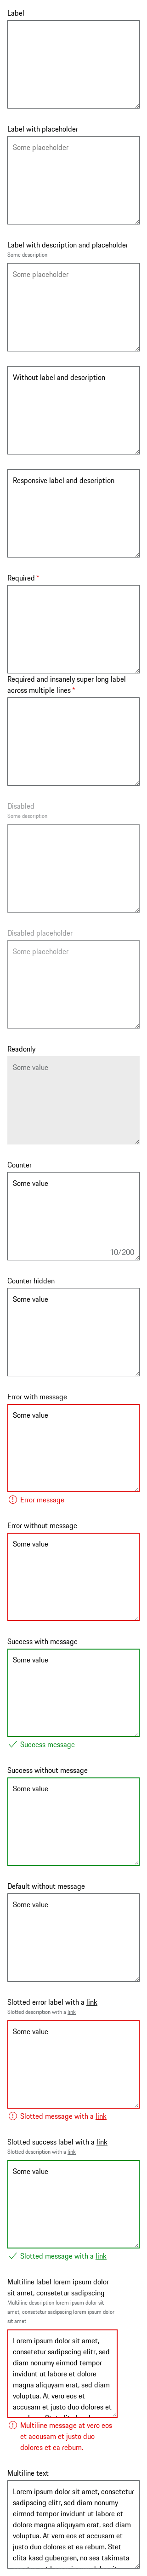 Label
Label with placeholder
Some placeholder
Label with description and placeholder
Some description
Some placeholder
Without label and description
Responsive label and description
Required *
Required and insanely super long label
across multiple lines *
Disabled
Some description
Disabled placeholder
Some placeholder
Readonly
Some value
Counter
Some value
10/200
Counter hidden
Some value
Error with message
Some value
Error message
Error without message
Some value
Success with message
Some value
Success message
Success without message
Some value
Default without message
Some value
Slotted error label with a link
Slotted description with a link
Some value
Slotted message with a link
Slotted success label with a link
Slotted description with a link
Some value
Slotted message with a link
Multiline label lorem ipsum dolor
sit amet, consetetur sadipscing
Multiline description lorem ipsum dolor sit
amet, consetetur sadipscing lorem ipsum dolor
sit amet
Lorem ipsum dolor sit amet,
consetetur sadipscing elitr, sed
diam nonumy eirmod tempor
invidunt ut labore et dolore
magna aliquyam erat, sed diam
voluptua. At vero eos et
accusam et justo duo dolores et
Multiline message at vero eos
et accusam et justo duo
dolores et ea rebum.
Multiline text
Lorem ipsum dolor sit amet, consetetur
sadipscing elitr, sed diam nonumy eirmod
tempor invidunt ut labore et dolore
magna aliquyam erat, sed diam voluptua.
At vero eos et accusam et justo duo
dolores et ea rebum. Stet
clita kasd gubergren, no sea takimata